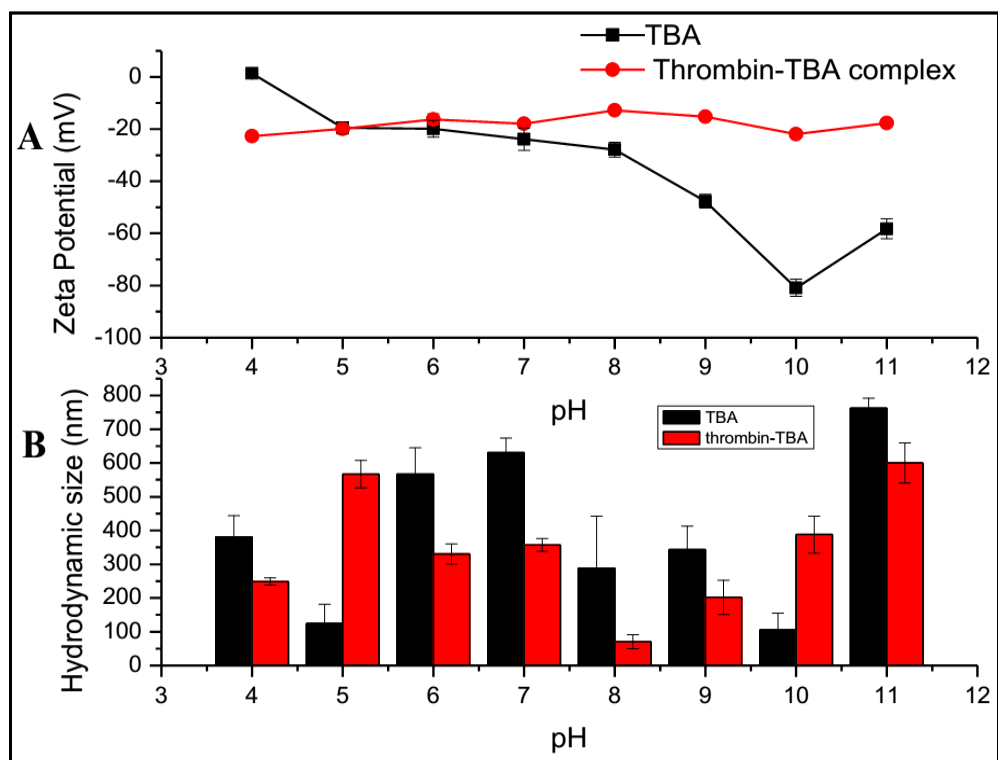 TBA
Thrombin-TBA complex
A
Zeta Potential (mV)
0
-20
-40
-60
-80
-100
3 4 5 6 7 8 9 10 11 12
pH
B
Hydrodynamic size (nm)
800
700
600
500
400
300
200
100
0
TBA
thrombin-TBA
3 4 5 6 7 8 9 10 11 12
pH